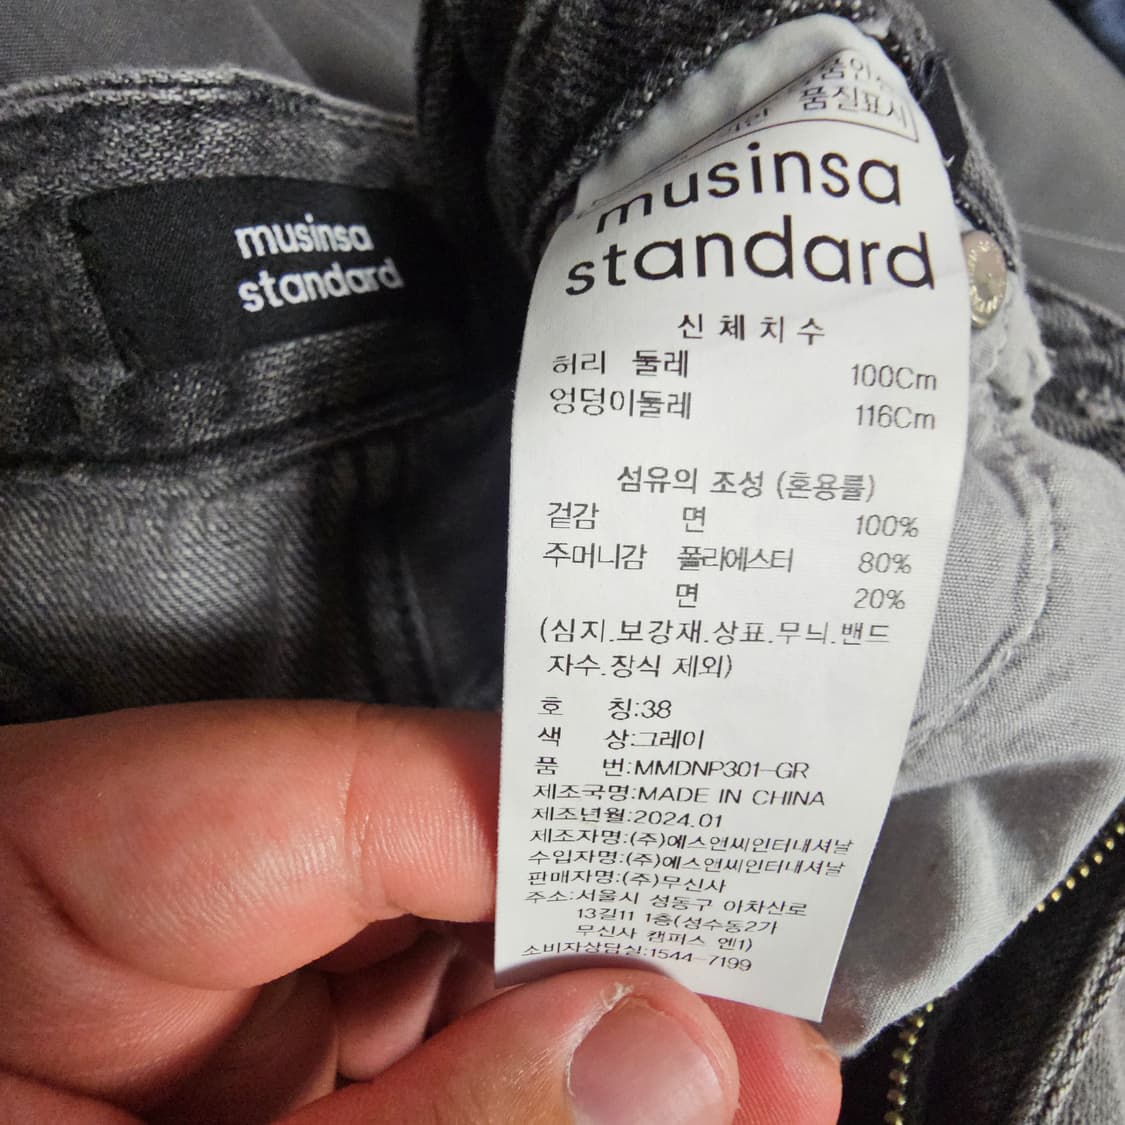 musinsa
standard
품질표시
musinsa
standard
신체치수
허리 둘레 100Cm
엉덩이둘레 116Cm
섬유의 조성 (혼용률)
겉감 면 100%
주머니감 폴리에스터 80%
면 20%
(심지.보강재.상표.무늬.밴드
자수.장식 제외)
호 칭:38
색 상:그레이
품 번:MMDNP301-GR
제조국명:MADE IN CHINA
제조년월:2024.01
제조자명:(주)에스앤씨인터내셔날
수입자명:(주)에스앤씨인터내셔날
판매자명:(주)무신사
주소:서울시 성동구 아차산로
13길11 1층(성수동2가
무신사 캠퍼스 엔1)
소비자상담실:1544-7199